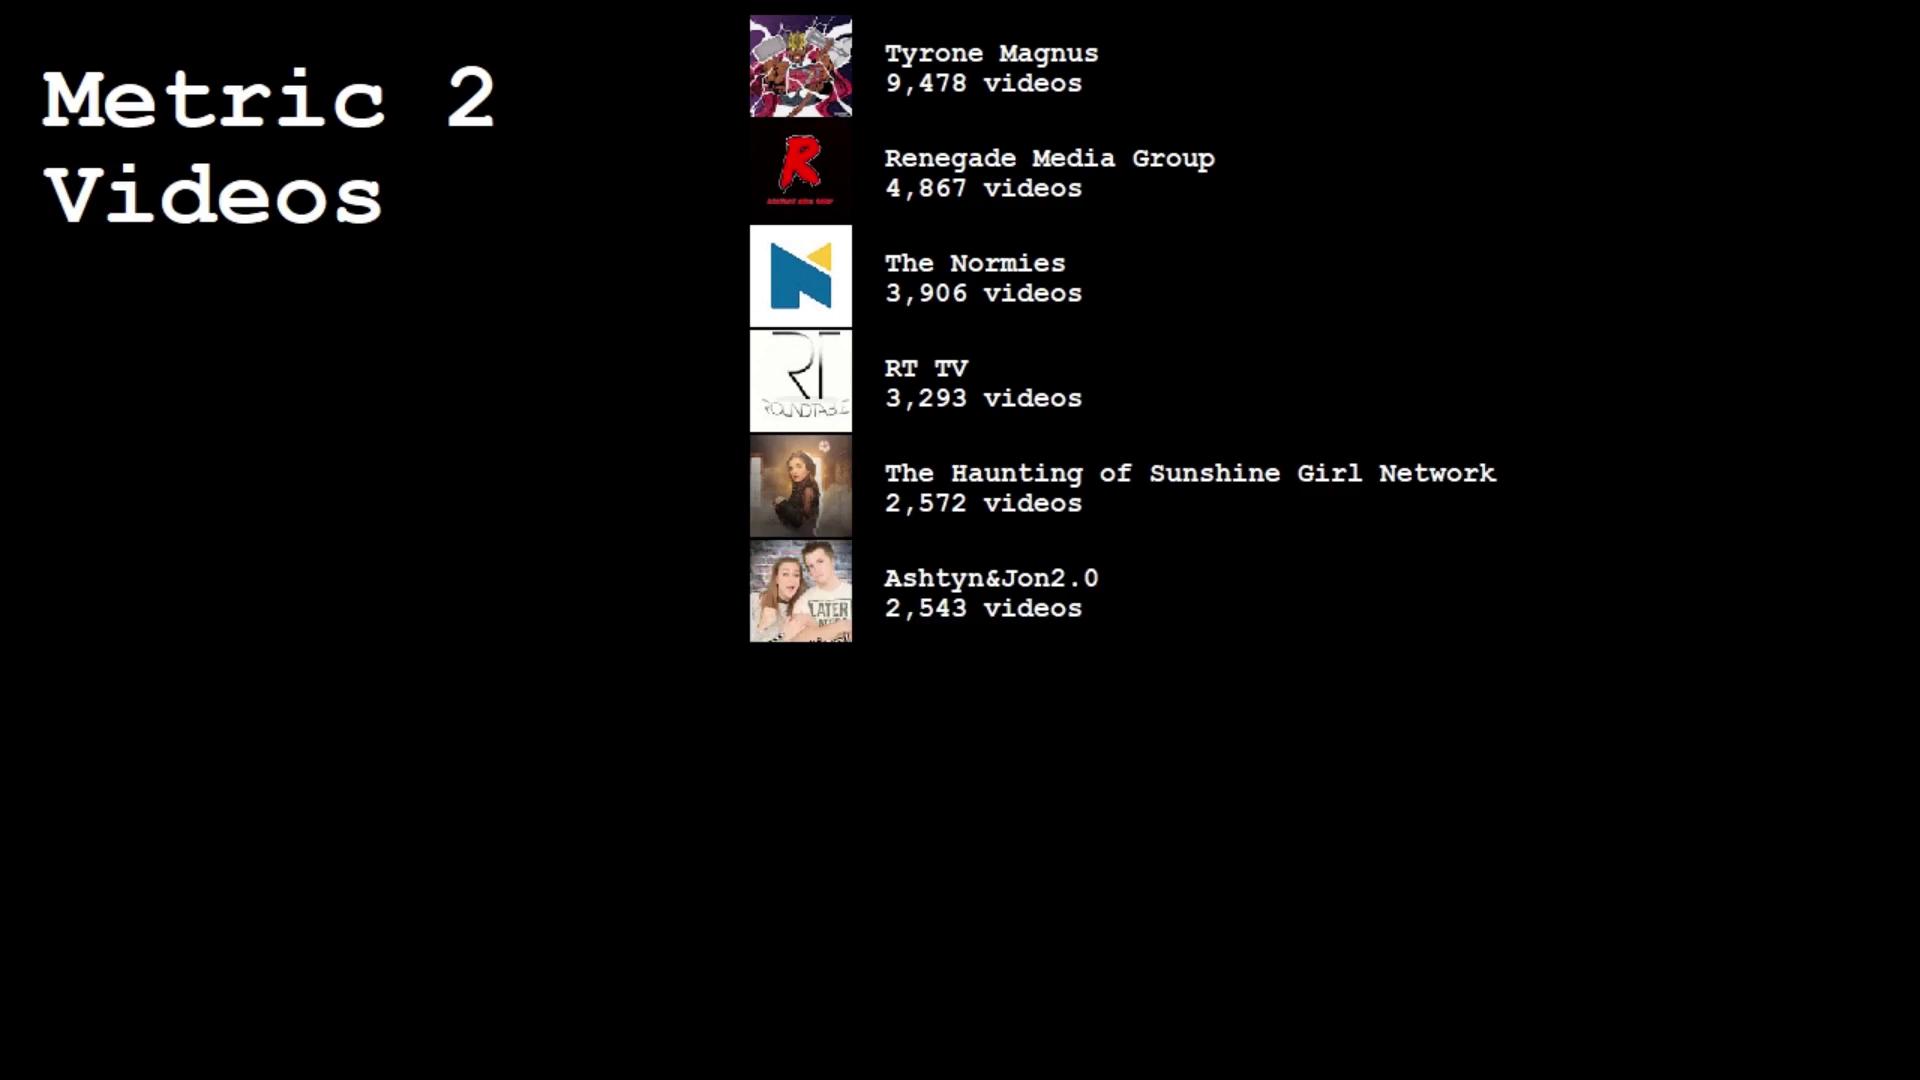 Metric 2
Videos
Tyrone Magnus
9,478 videos
Renegade Media Group
4,867 videos
The Normies
3,906 videos
RT
ROUNDTABLE
RT TV
3,293 videos
The Haunting of Sunshine Girl Network
2,572 videos
LATER
Ashtyn&Jon2.0
2,543 videos